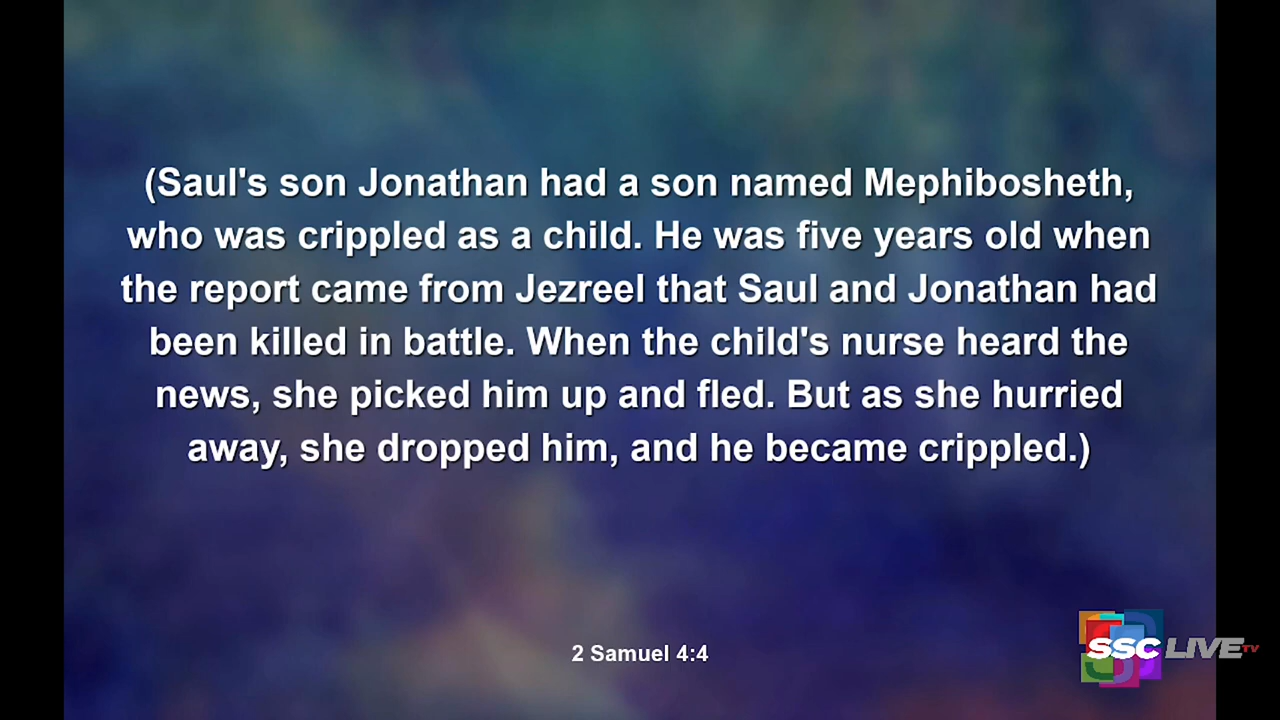 (Saul's son Jonathan had a son named Mephibosheth,
who was crippled as a child. He was five years old when
the report came from Jezreel that Saul and Jonathan had
been killed in battle. When the child's nurse heard the
news, she picked him up and fled. But as she hurried
away, she dropped him, and he became crippled.)
2 Samuel 4:4
SSC LIVE TV